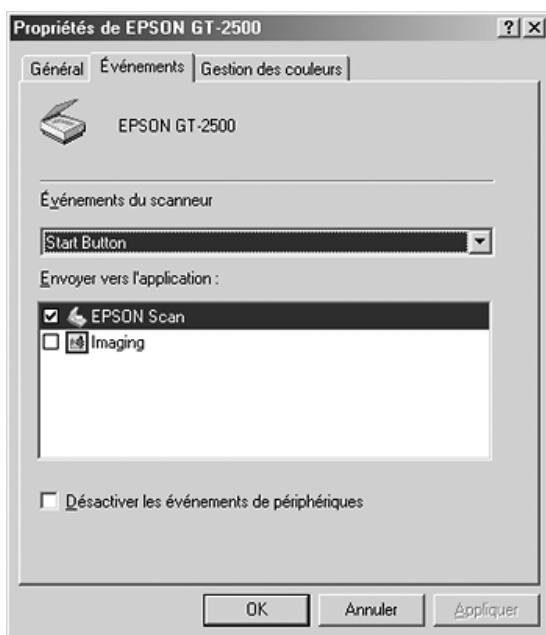 Propriétés de EPSON GT-2500
Général Événements Gestion des couleurs
EPSON GT-2500
Événements du scanneur
Start Button
Envoyer vers l'application :
EPSON Scan
Imaging
Désactiver les événements de périphériques
OK Annuler Appliquer